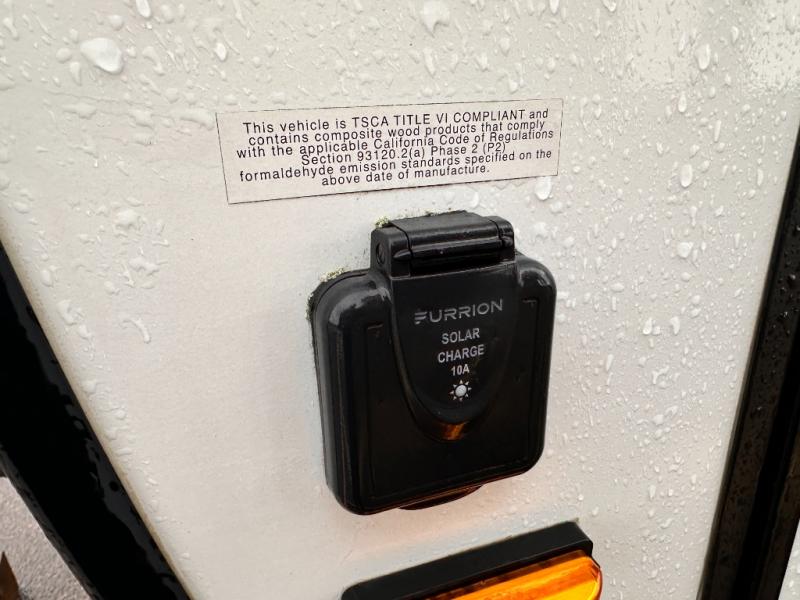 This vehicle is TSCA TITLE VI COMPLIANT and
contains composite wood products that comply
with the applicable California Code of Regulations
Section 93120.2(a) Phase 2 (P2)
formaldehyde emission standards specified on the
above date of manufacture.
FURRION
SOLAR
CHARGE
10A